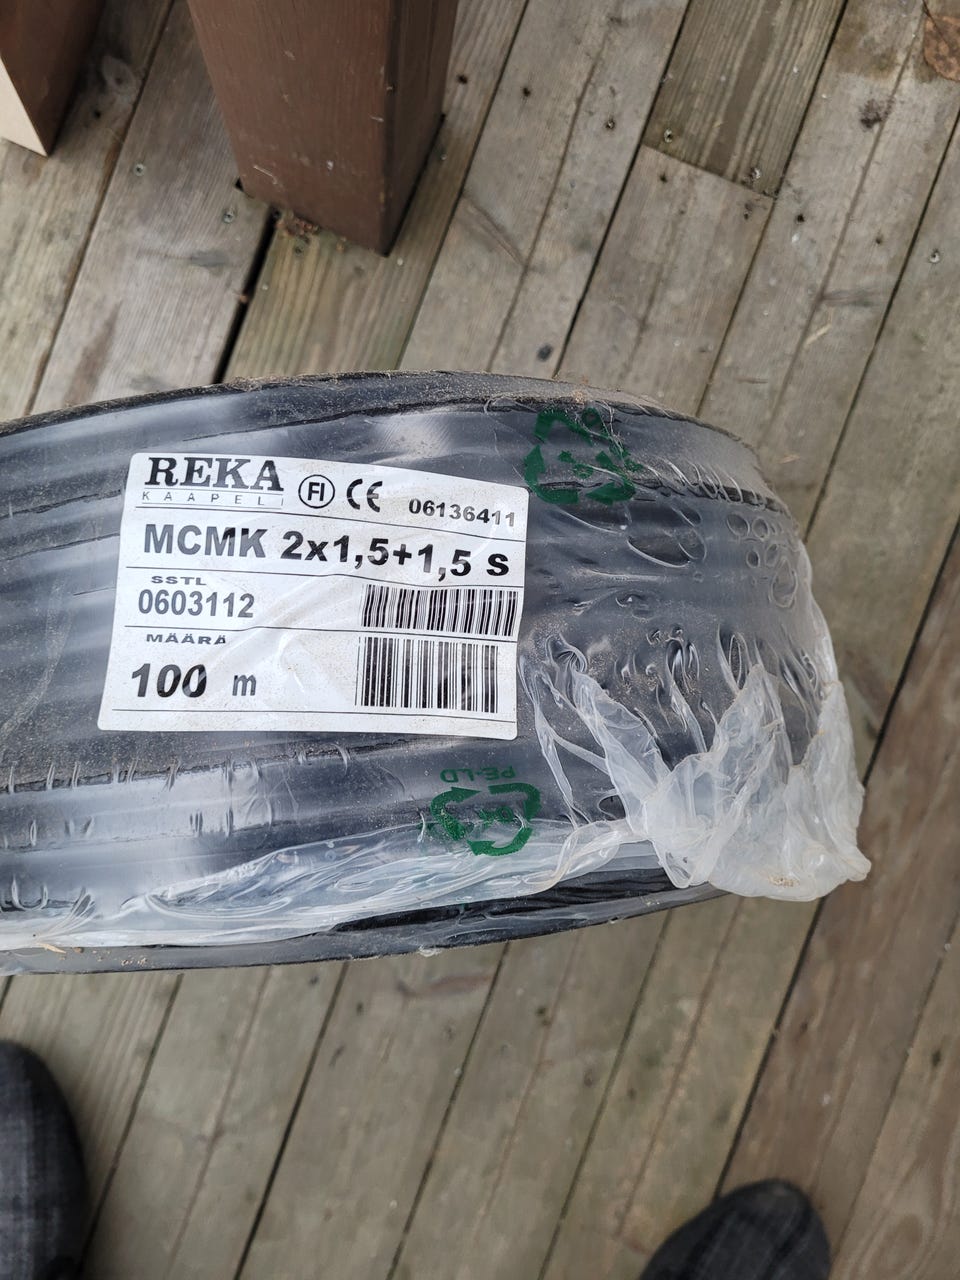 REKA
KAAPELI
FI CE 06136411
MCMK 2x1,5+1,5 S
SSTL
0603112
MÄÄRÄ
100 m
PE-LD